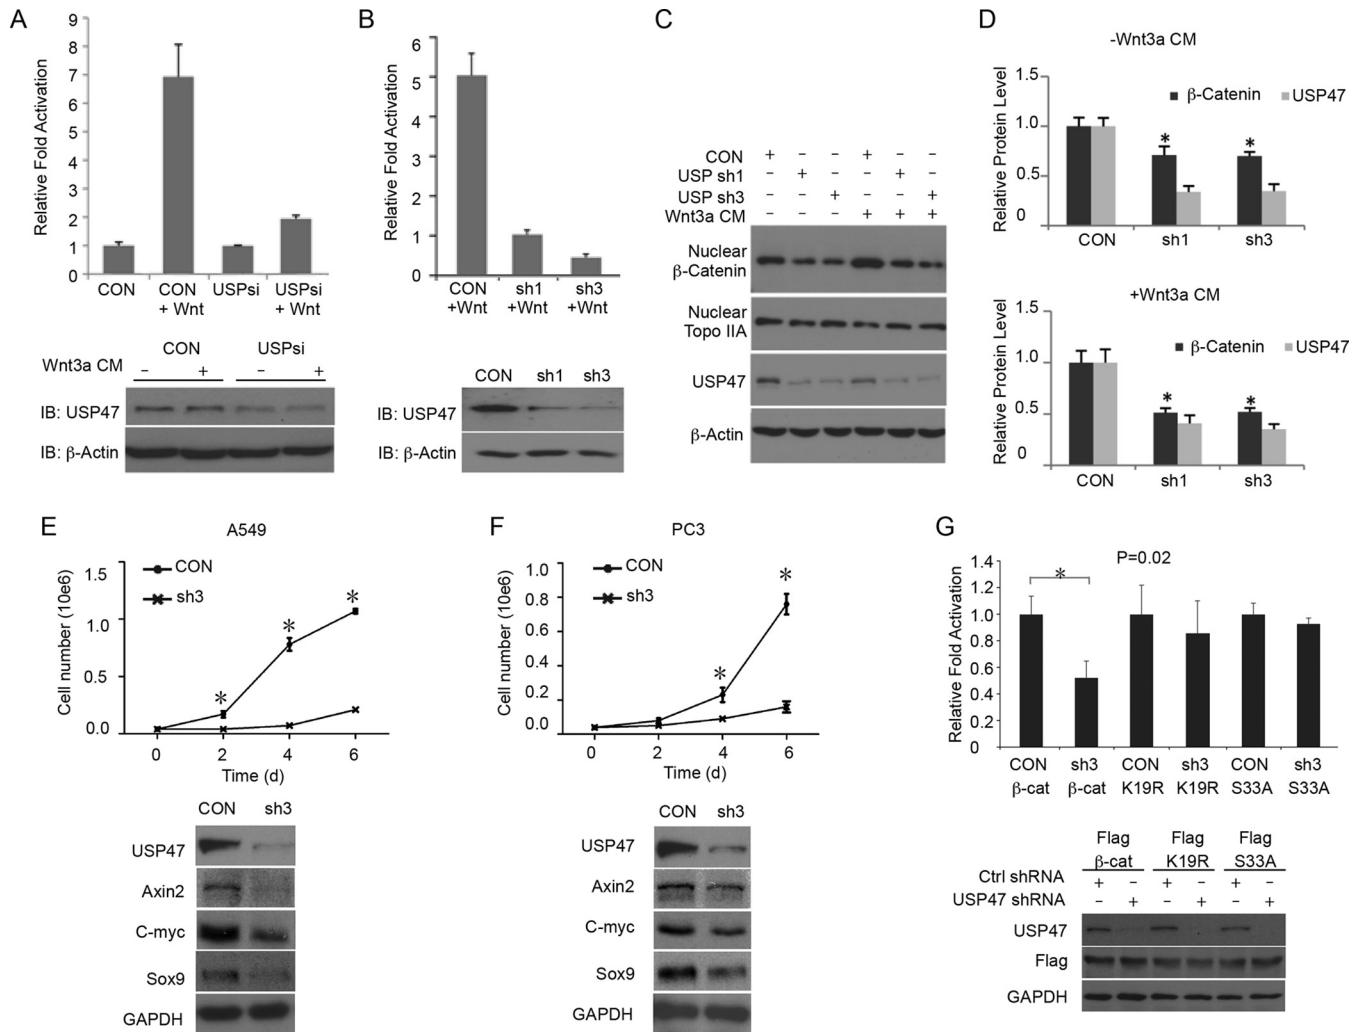 A
Relative Fold Activation
9
8
7
6
5
4
3
2
1
0
CON
CON + Wnt
USPsi
USPsi + Wnt
CON
USPsi
Wnt3a CM
–
+
–
+
IB: USP47
IB: β-Actin
B
Relative Fold Activation
6
5
4
3
2
1
0
CON +Wnt
sh1 +Wnt
sh3 +Wnt
CON sh1 sh3
IB: USP47
IB: β-Actin
C
CON + – – + – –
USP sh1 – + – – + –
USP sh3 – – + – – +
Wnt3a CM – – – + + +
Nuclear
β-Catenin
Nuclear
Topo IIA
USP47
β-Actin
D
-Wnt3a CM
Relative Protein Level
1.5
1.0
0.5
0
β-Catenin
USP47
*
*
CON
sh1
sh3
+Wnt3a CM
Relative Protein Level
1.5
1.0
0.5
0
β-Catenin
USP47
*
*
CON
sh1
sh3
E
A549
Cell number (10e6)
1.5
1.0
0.5
0.0
CON
sh3
*
*
*
0
2
4
6
Time (d)
CON sh3
USP47
Axin2
C-myc
Sox9
GAPDH
F
PC3
Cell number (10e6)
1.0
0.8
0.6
0.4
0.2
0.0
CON
sh3
*
*
0
2
4
6
Time (d)
CON sh3
USP47
Axin2
C-myc
Sox9
GAPDH
G
P=0.02
*
Relative Fold Activation
1.4
1.2
1.0
0.8
0.6
0.4
0.2
0
CON β-cat
sh3 β-cat
CON K19R
sh3 K19R
CON S33A
sh3 S33A
Flag β-cat
Flag K19R
Flag S33A
Ctrl shRNA + – + – + –
USP47 shRNA – + – + – +
USP47
Flag
GAPDH